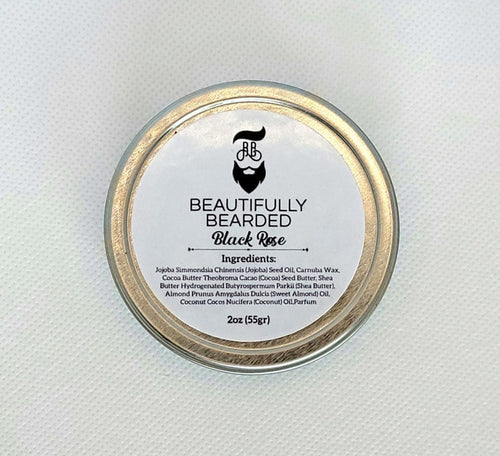 BB
BEAUTIFULLY
BEARDED
Black Rose
Ingredients:
Jojoba Simmondsia Chinensis (Jojoba) Seed Oil, Carnuba Wax,
Cocoa Butter Theobroma Cacao (Cocoa) Seed Butter, Shea
Butter Hydrogenated Butyrospermum Parkii (Shea Butter),
Almond Prunus Amygdalus Dulcis (Sweet Almond) Oil,
Coconut Cocos Nucifera (Coconut) Oil,Parfum
2oz (55gr)